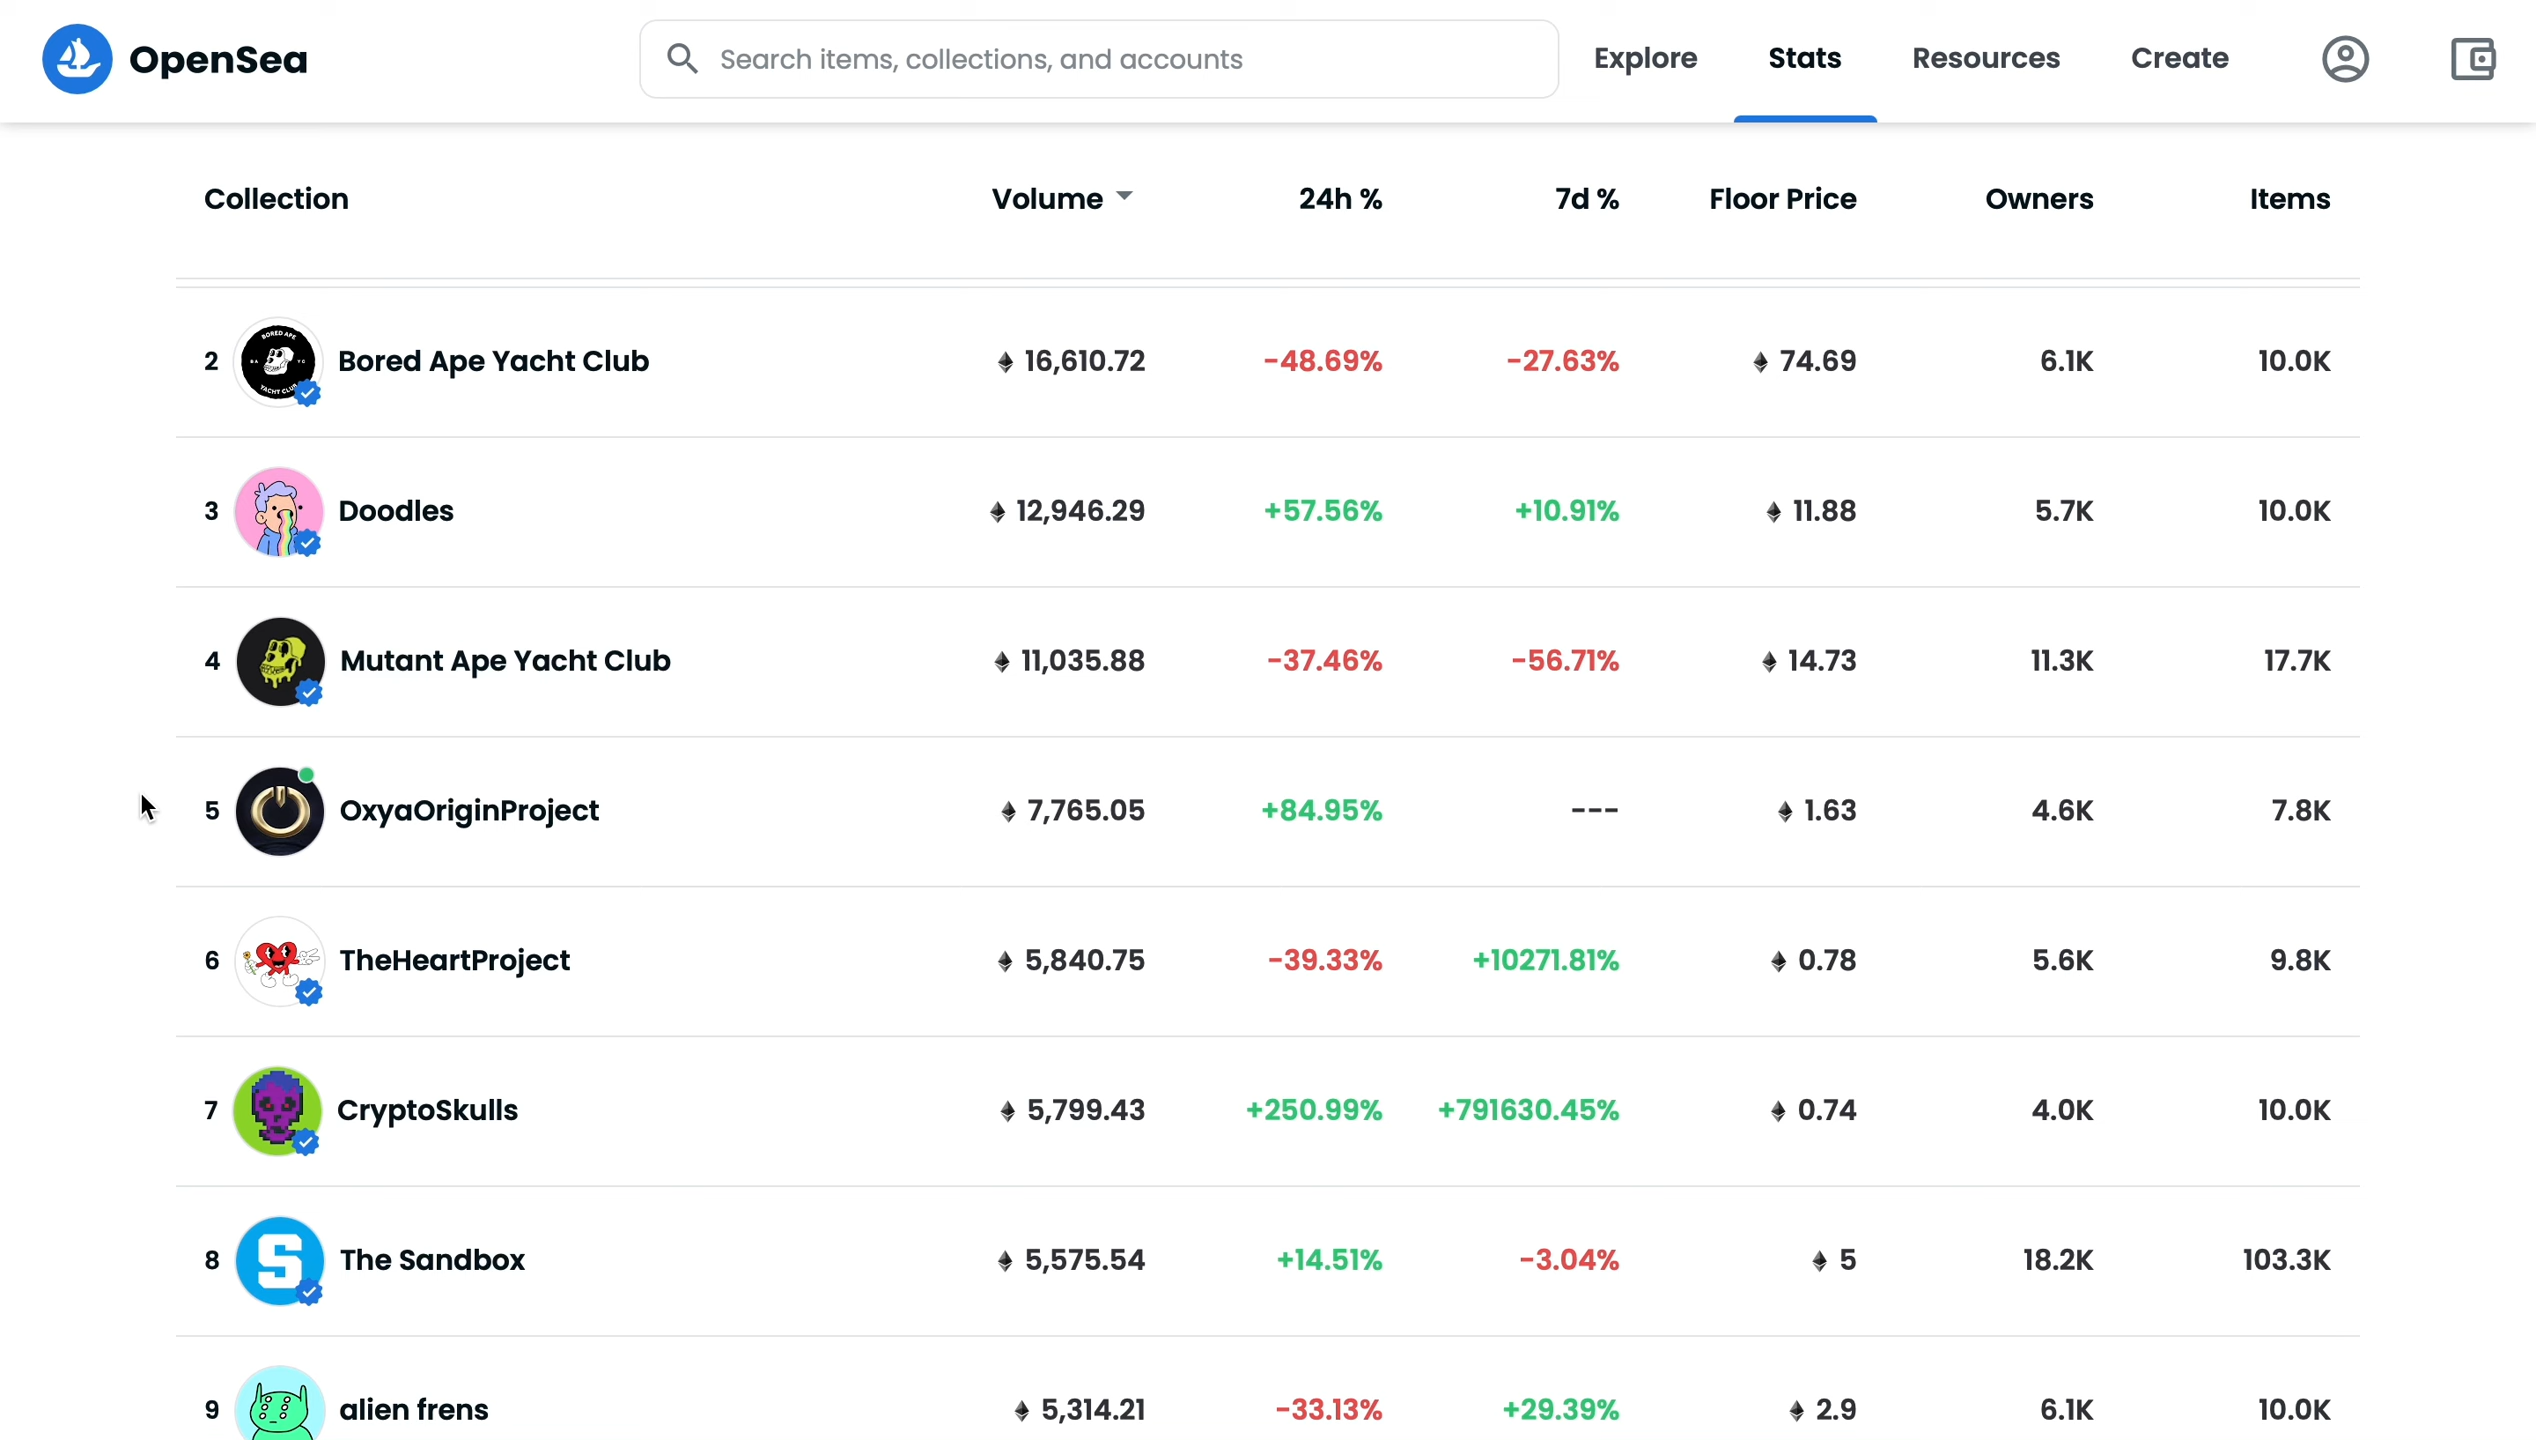 OpenSea Search items, collections, and accounts Explore Stats Resources Create
Collection Volume 24h % 7d % Floor Price Owners Items
2 BORED APE BA YC YACHT CLUB Bored Ape Yacht Club 16,610.72 -48.69% -27.63% 74.69 6.1K 10.0K
3 Doodles 12,946.29 +57.56% +10.91% 11.88 5.7K 10.0K
4 Mutant Ape Yacht Club 11,035.88 -37.46% -56.71% 14.73 11.3K 17.7K
5 OxyaOriginProject 7,765.05 +84.95% --- 1.63 4.6K 7.8K
6 TheHeartProject 5,840.75 -39.33% +10271.81% 0.78 5.6K 9.8K
7 CryptoSkulls 5,799.43 +250.99% +791630.45% 0.74 4.0K 10.0K
8 S The Sandbox 5,575.54 +14.51% -3.04% 5 18.2K 103.3K
9 alien frens 5,314.21 -33.13% +29.39% 2.9 6.1K 10.0K